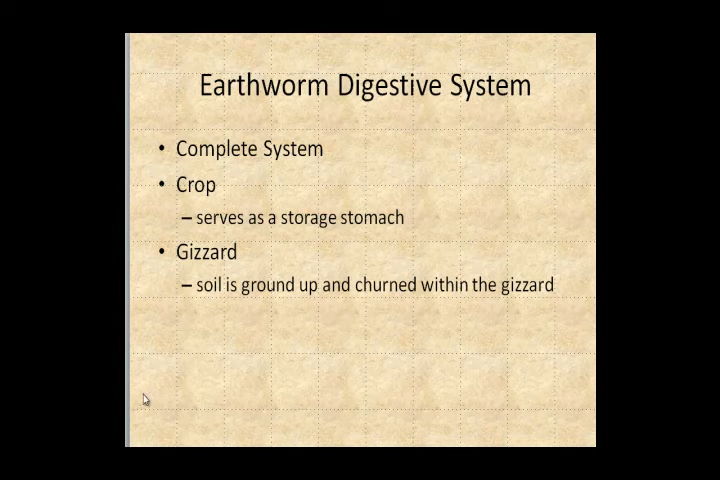 Earthworm Digestive System
• Complete System
• Crop
– serves as a storage stomach
• Gizzard
– soil is ground up and churned within the gizzard